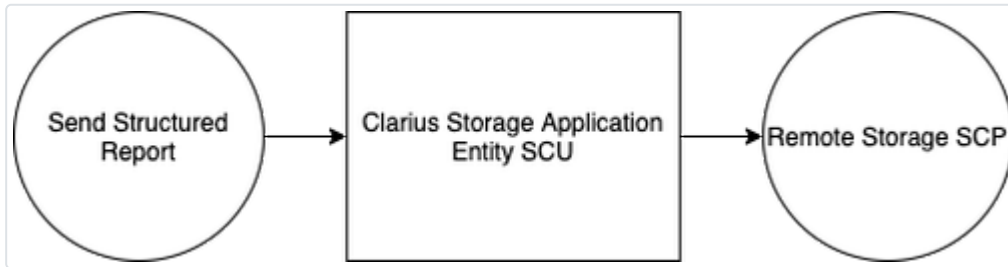 Send Structured
Report
Clarius Storage Application
Entity SCU
Remote Storage SCP